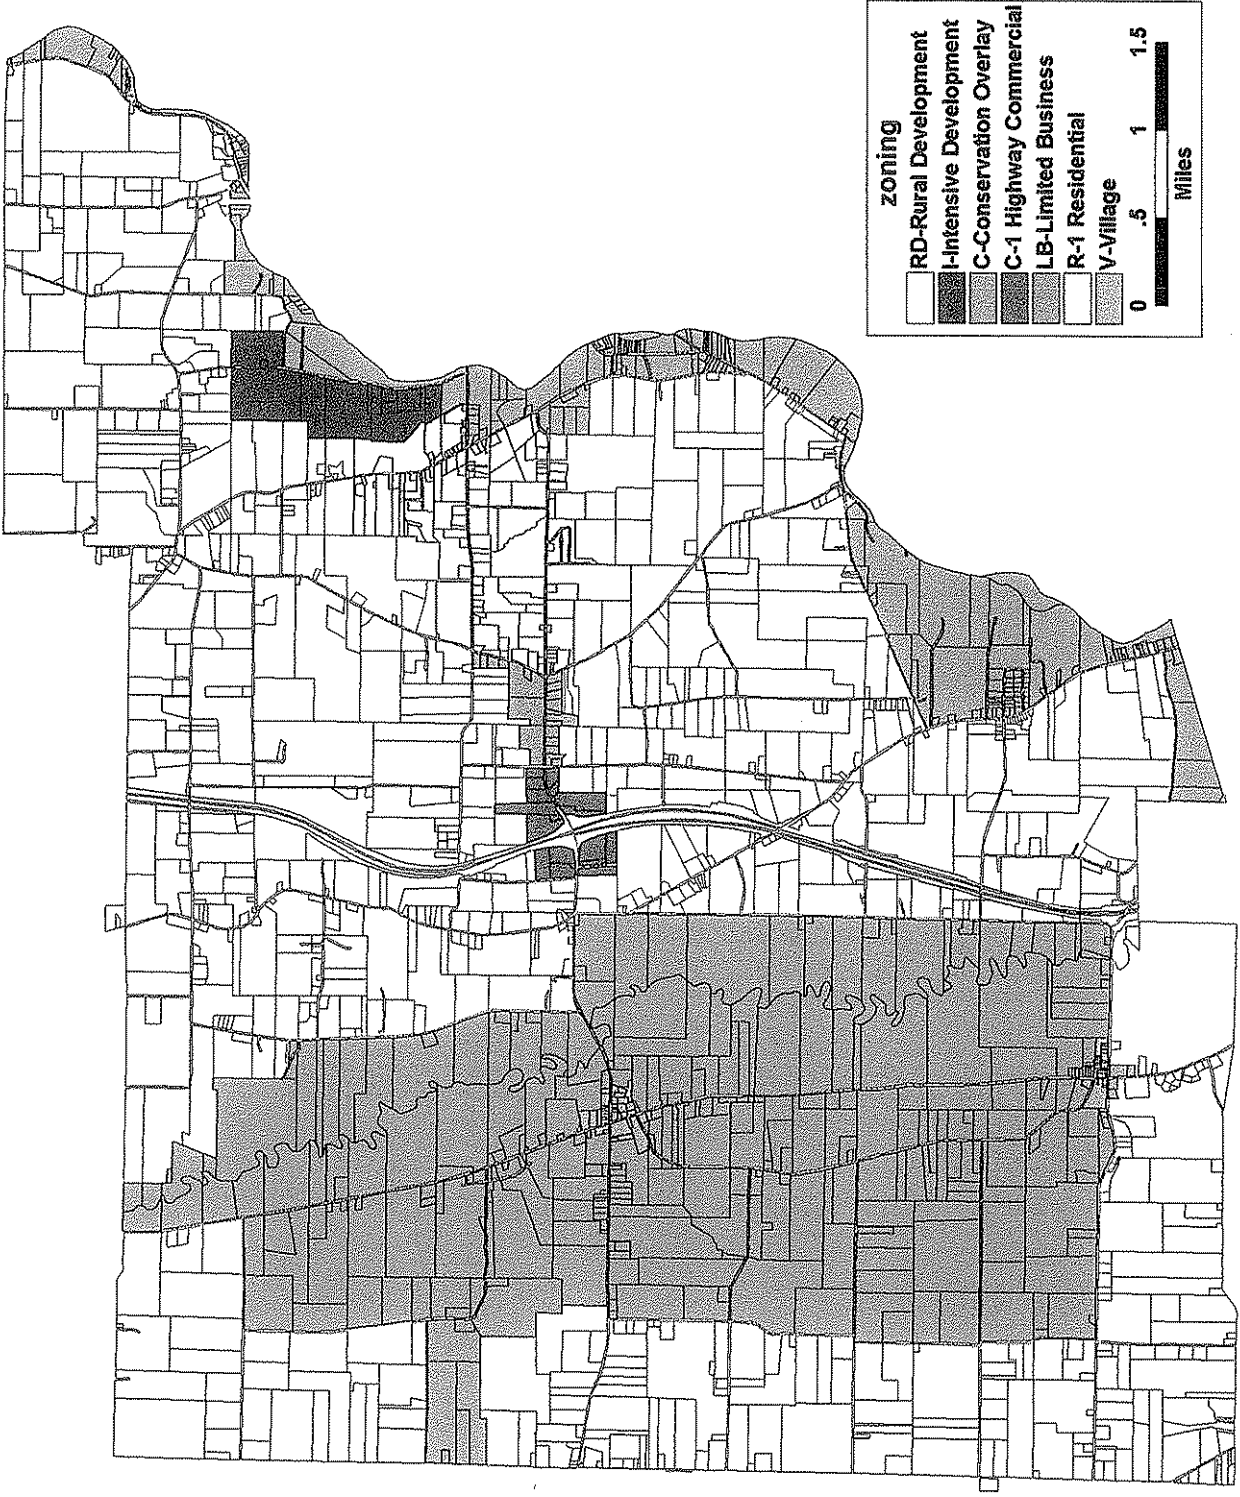 zoning
RD-Rural Development
I-Intensive Development
C-Conservation Overlay
C-1 Highway Commercial
LB-Limited Business
R-1 Residential
V-Village
0 .5 1 1.5
Miles